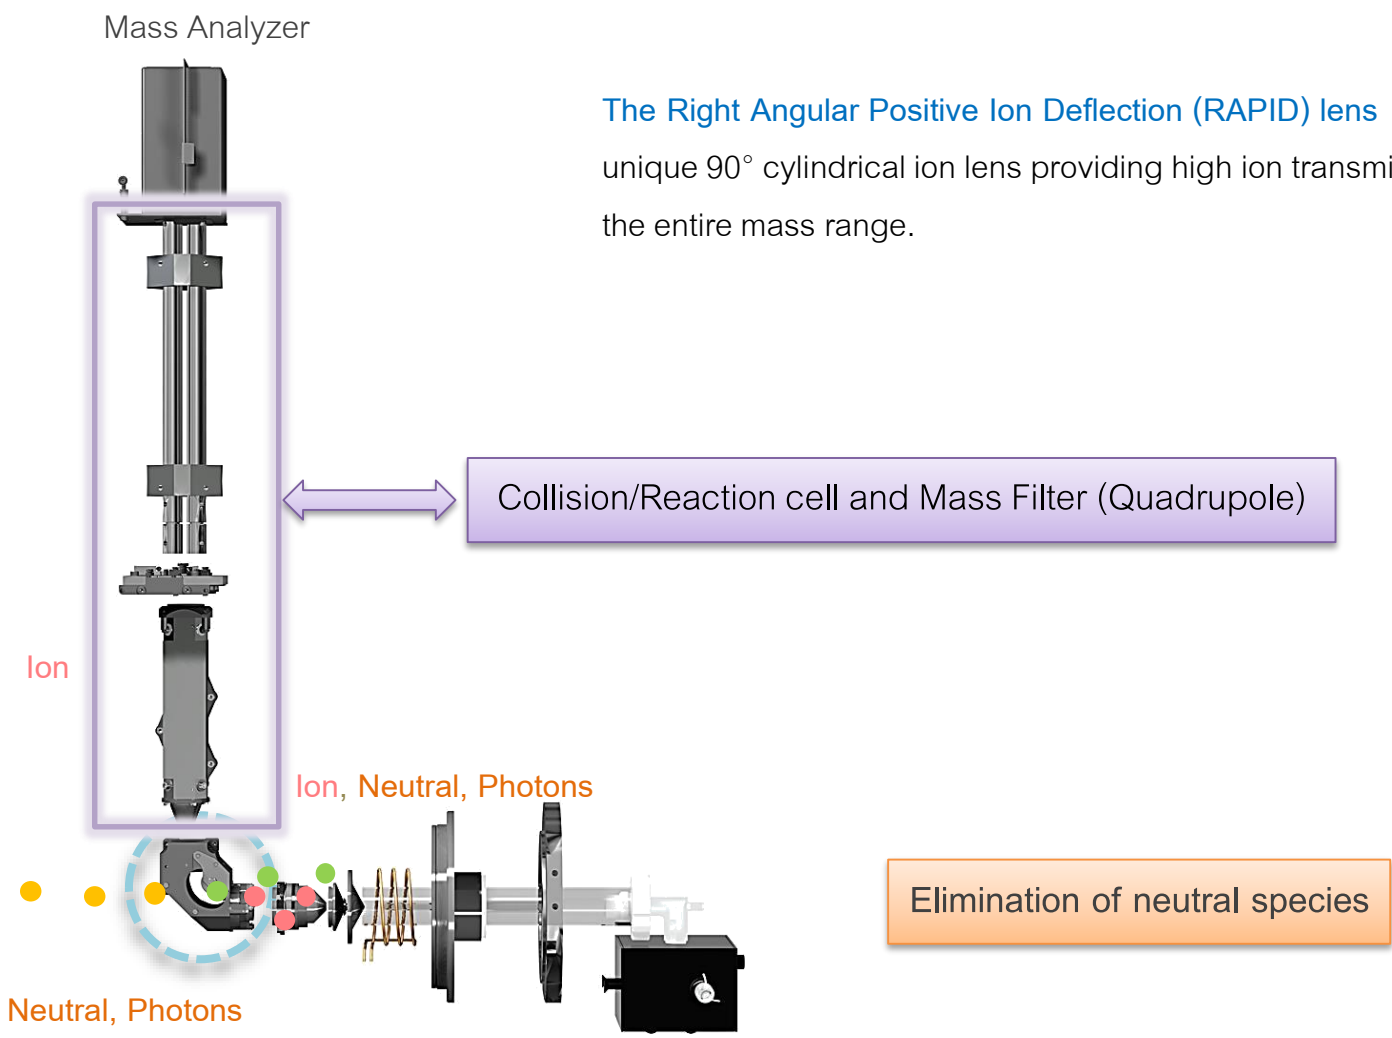 Mass Analyzer
The Right Angular Positive Ion Deflection (RAPID) lens
unique 90° cylindrical ion lens providing high ion transmi
the entire mass range.
Collision/Reaction cell and Mass Filter (Quadrupole)
Ion
Ion, Neutral, Photons
Elimination of neutral species
Neutral, Photons